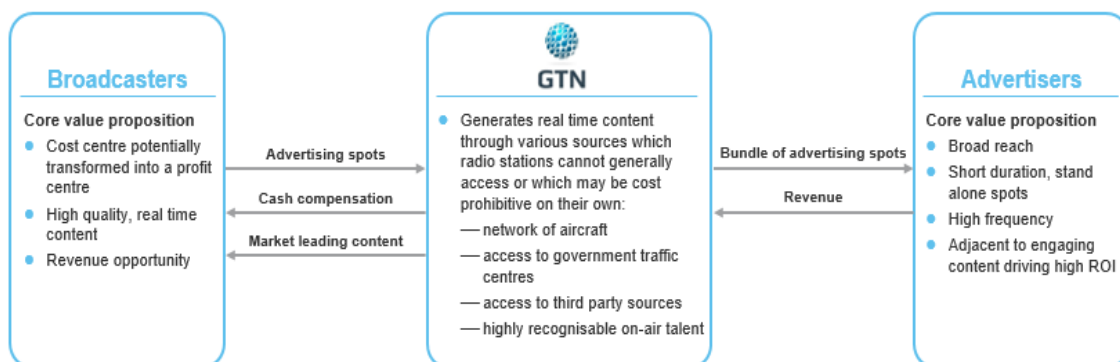 Broadcasters
Core value proposition
Cost centre potentially
transformed into a profit
centre
High quality, real time
content
Revenue opportunity
Advertising spots
Cash compensation
Market leading content
GTN
Generates real time content
through various sources which
radio stations cannot generally
access or which may be cost
prohibitive on their own:
— network of aircraft
— access to government traffic
centres
— access to third party sources
— highly recognisable on-air talent
Bundle of advertising spots
Revenue
Advertisers
Core value proposition
Broad reach
Short duration, stand
alone spots
High frequency
Adjacent to engaging
content driving high ROI